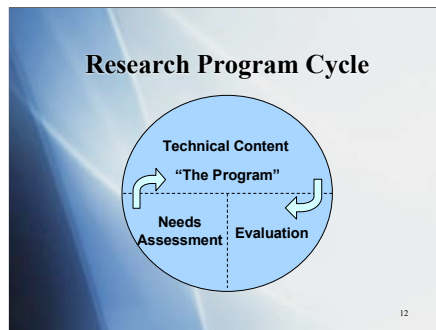 Research Program Cycle
Technical Content
“The Program”
Needs
Assessment
Evaluation
12